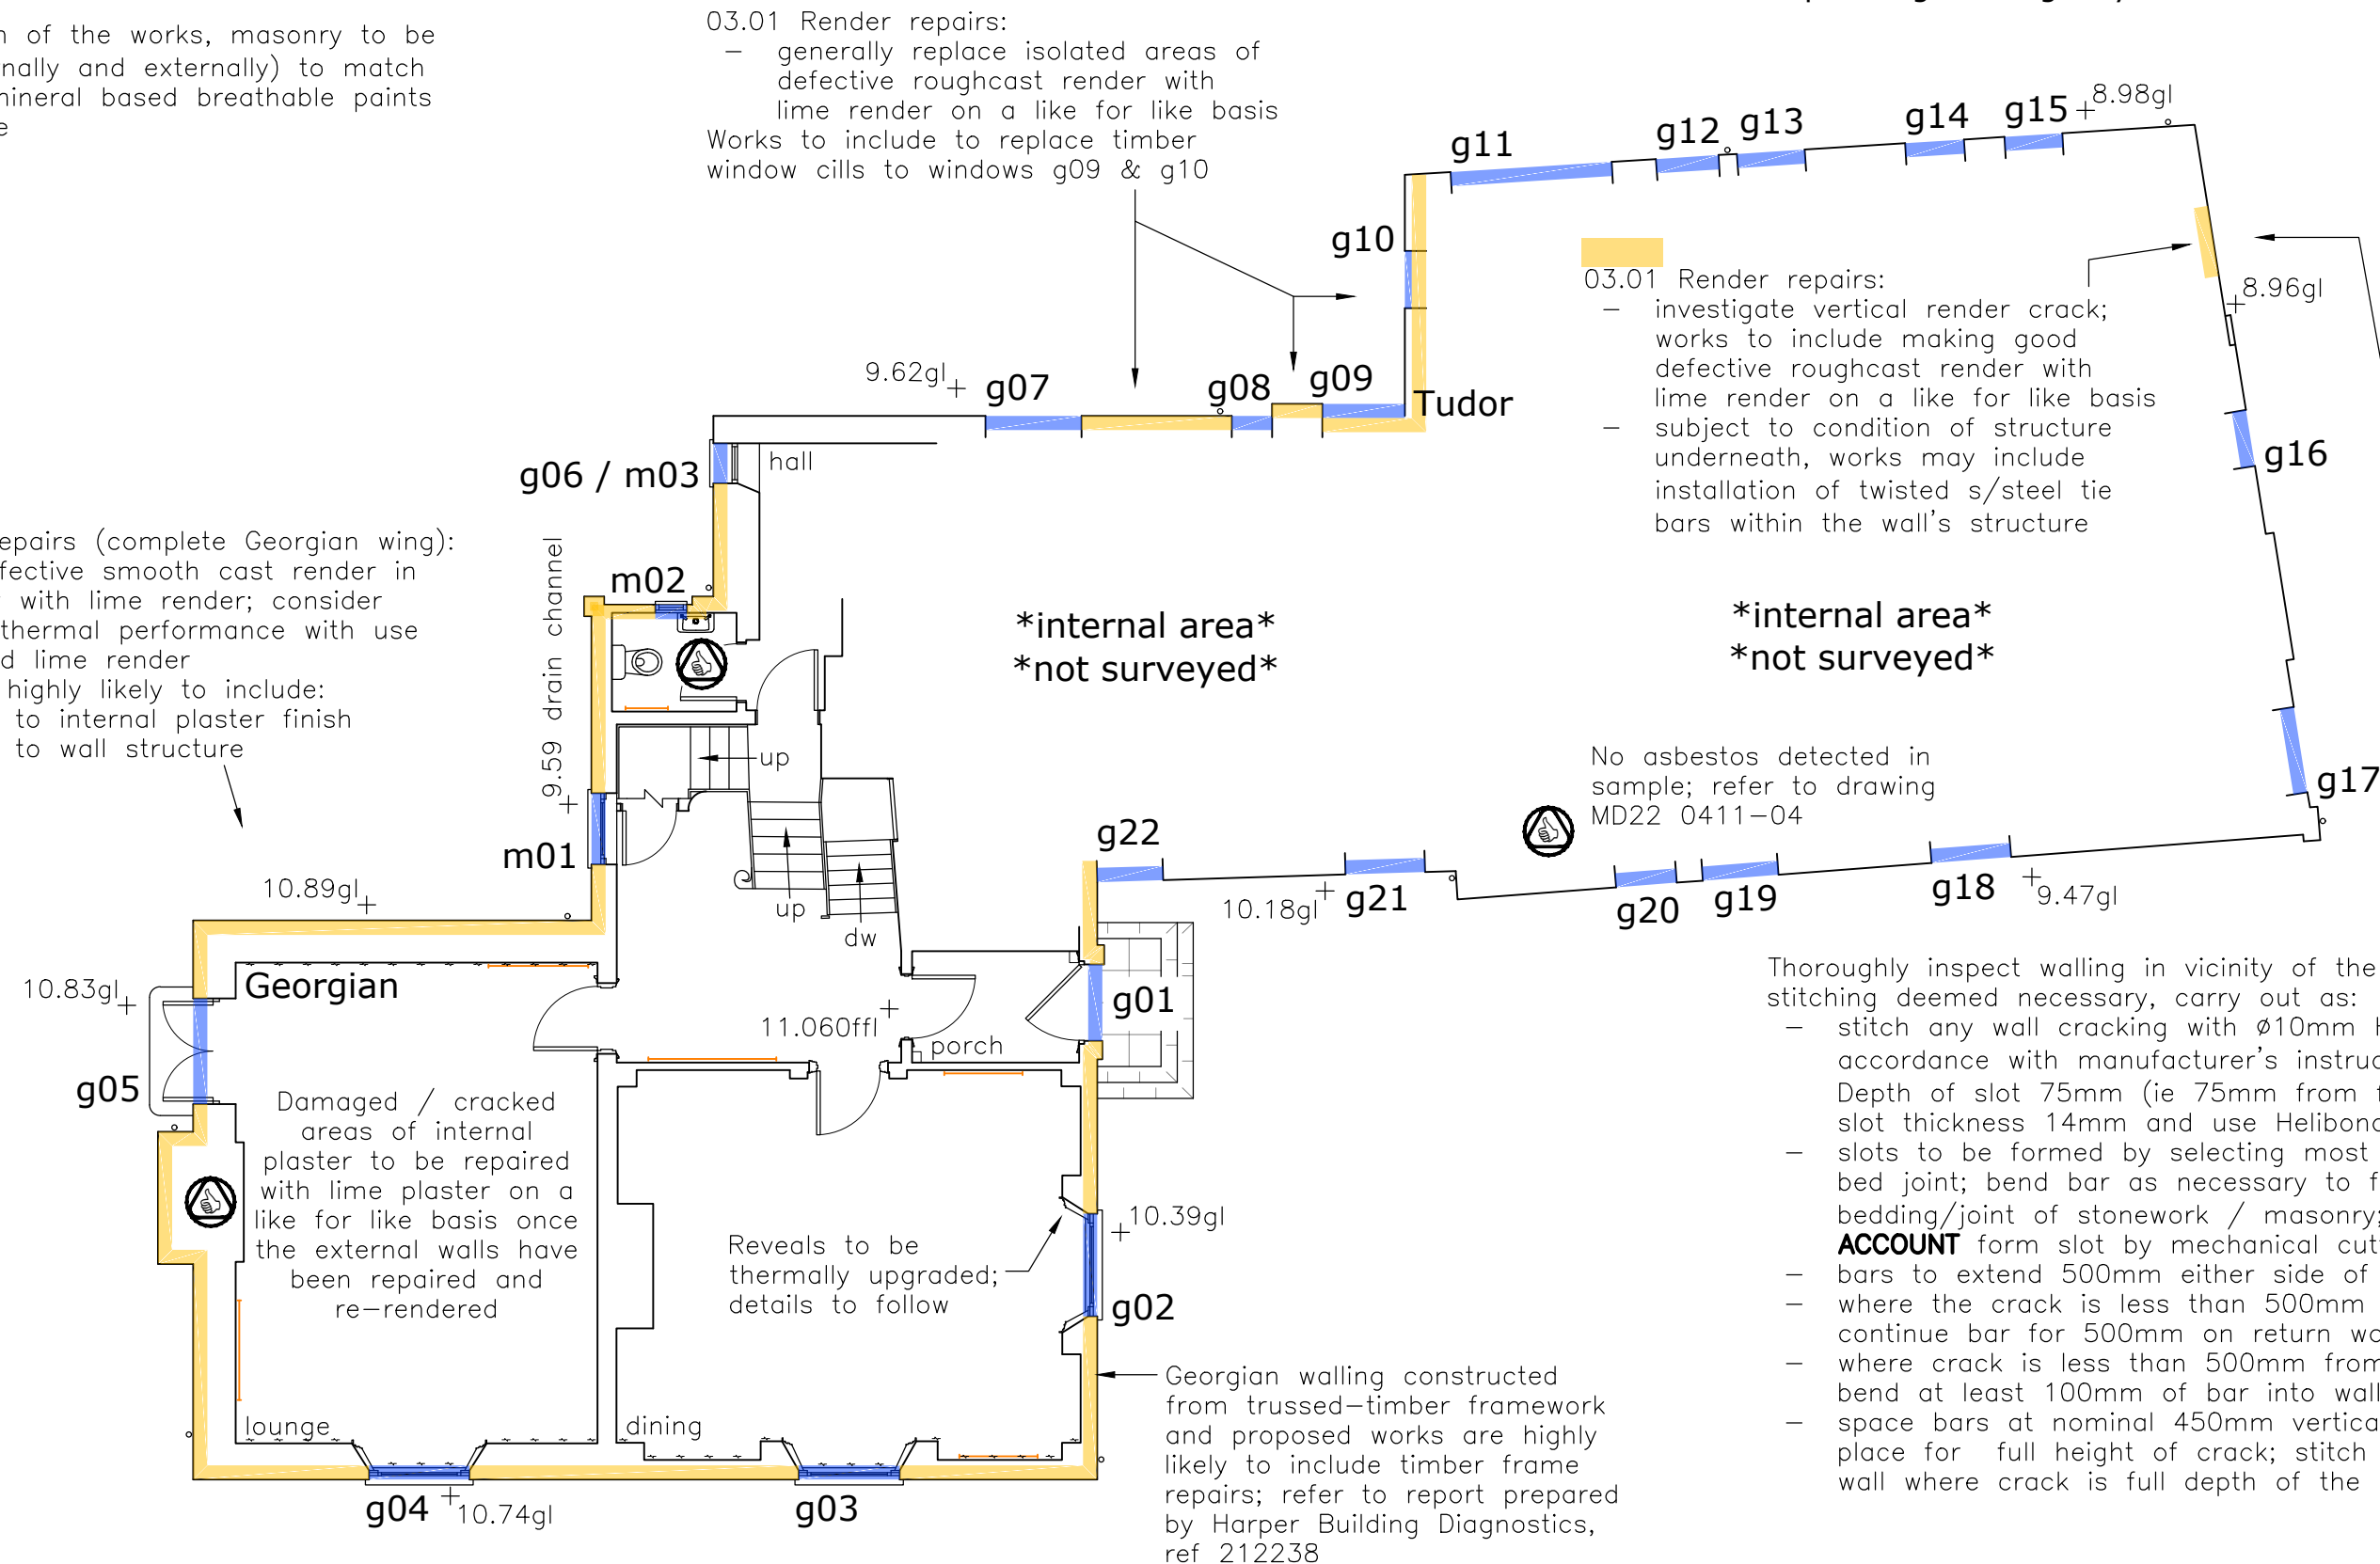 of the works, masonry to be
and externally) to match
mineral based breathable paints
03.01 Render repairs:
– generally replace isolated areas of
defective roughcast render with
lime render on a like for like basis
Works to include to replace timber
window cills to windows g09 & g10
g11
g12
g13
g14
g15
8.98gl
g10
03.01 Render repairs:
– investigate vertical render crack;
works to include making good
defective roughcast render with
lime render on a like for like basis
– subject to condition of structure
underneath, works may include
installation of twisted s/steel tie
bars within the wall's structure
8.96gl
9.62gl
g07
g08
g09
Tudor
g16
g06 / m03
hall
epairs (complete Georgian wing):
fective smooth cast render in
with lime render; consider
thermal performance with use
d lime render
highly likely to include:
to internal plaster finish
to wall structure
9.59 drain channel
m02
*internal area*
*not surveyed*
*internal area*
*not surveyed*
up
No asbestos detected in
sample; refer to drawing
MD22 0411–04
g17
m01
g22
10.89gl
up
dw
10.18gl
g21
g20
g19
g18
9.47gl
10.83gl
Georgian
11.060ffl
porch
g01
g05
Damaged / cracked
areas of internal
plaster to be repaired
with lime plaster on a
like for like basis once
the external walls have
been repaired and
re–rendered
Reveals to be
thermally upgraded;
details to follow
10.39gl
g02
lounge
dining
g04
10.74gl
g03
Georgian walling constructed
from trussed–timber framework
and proposed works are highly
likely to include timber frame
repairs; refer to report prepared
by Harper Building Diagnostics,
ref 212238
Thoroughly inspect walling in vicinity of the
stitching deemed necessary, carry out as:
– stitch any wall cracking with Ø10mm H
accordance with manufacturer's instruc
Depth of slot 75mm (ie 75mm from f
slot thickness 14mm and use Helibond
– slots to be formed by selecting most
bed joint; bend bar as necessary to f
bedding/joint of stonework / masonry;
ACCOUNT form slot by mechanical cut
– bars to extend 500mm either side of
– where the crack is less than 500mm
continue bar for 500mm on return wa
– where crack is less than 500mm from
bend at least 100mm of bar into wall
– space bars at nominal 450mm vertica
place for full height of crack; stitch
wall where crack is full depth of the